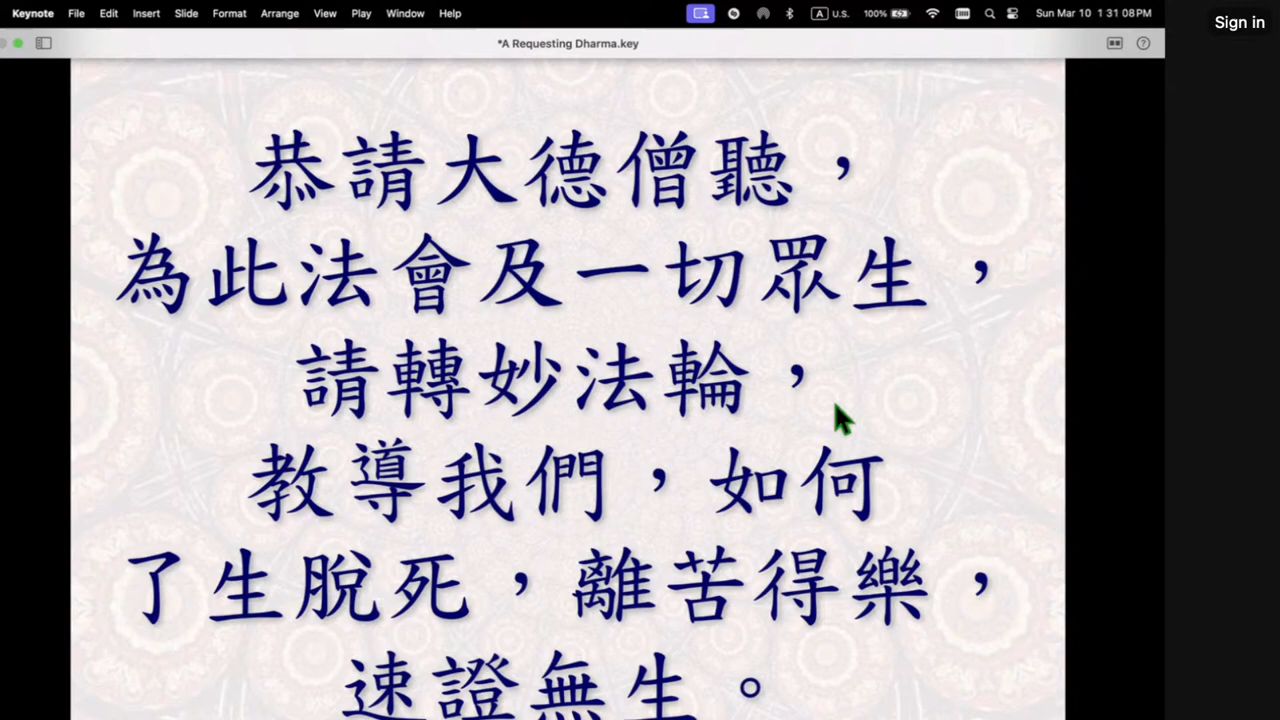 Keynote File Edit Insert Slide Format Arrange View Play Window Help A U.S. 100% Sun Mar 10 1 31 08PM
Sign in
*A Requesting Dharma.key
恭請大德僧聽，
為此法會及一切眾生，
請轉妙法輪，
教導我們，如何
了生脫死，離苦得樂，
速證無生。